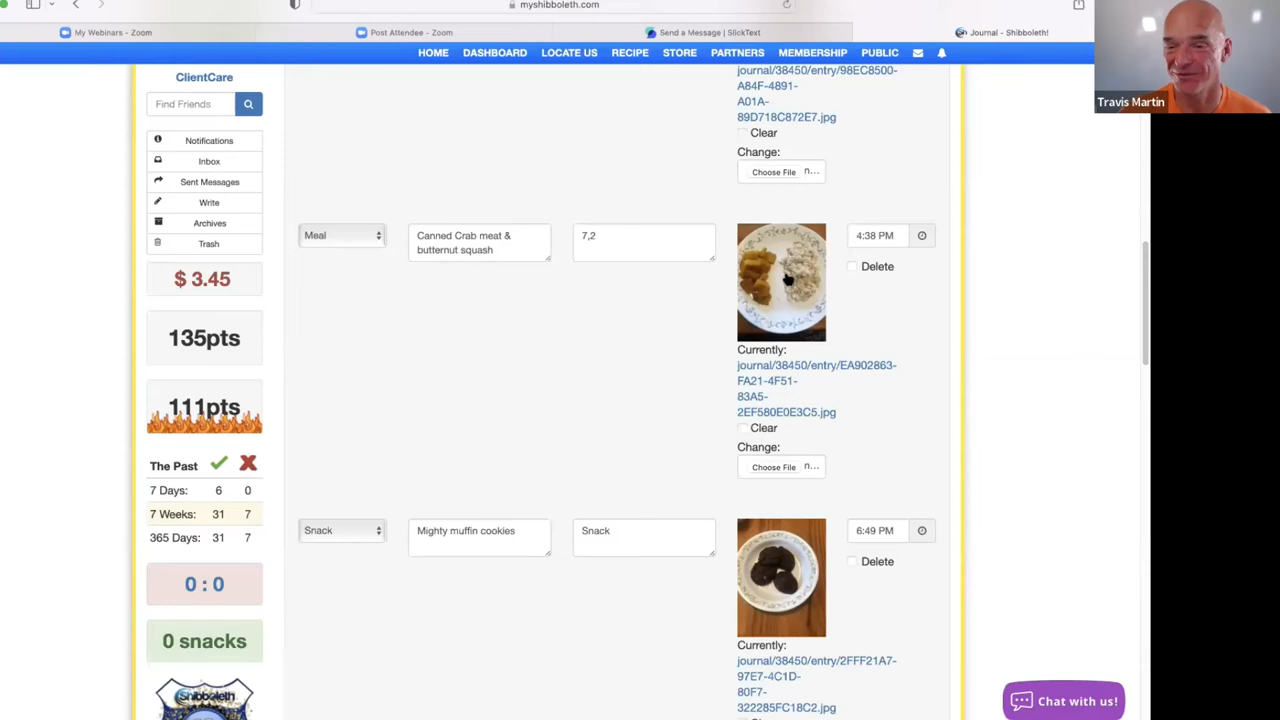 myshibboleth.com
My Webinars - Zoom
Post Attendee - Zoom
Send a Message | SlickText
Journal - Shibboleth!
HOME DASHBOARD LOCATE US RECIPE STORE PARTNERS MEMBERSHIP PUBLIC
Travis Martin
ClientCare
Find Friends
Notifications
Inbox
Sent Messages
Write
Archives
Trash
$ 3.45
135pts
111pts
The Past
7 Days: 6 0
7 Weeks: 31 7
365 Days: 31 7
0 : 0
0 snacks
Shibboleth
journal/38450/entry/98EC8500-
A84F-4891-
A01A-
89D718C872E7.jpg
Clear
Change:
Choose File n...
Meal
Canned Crab meat &
butternut squash
7,2
4:38 PM
Delete
Currently:
journal/38450/entry/EA902863-
FA21-4F51-
83A5-
2EF580E0E3C5.jpg
Clear
Change:
Choose File n...
Snack
Mighty muffin cookies
Snack
6:49 PM
Delete
Currently:
journal/38450/entry/2FFF21A7-
97E7-4C1D-
80F7-
322285FC18C2.jpg
Chat with us!